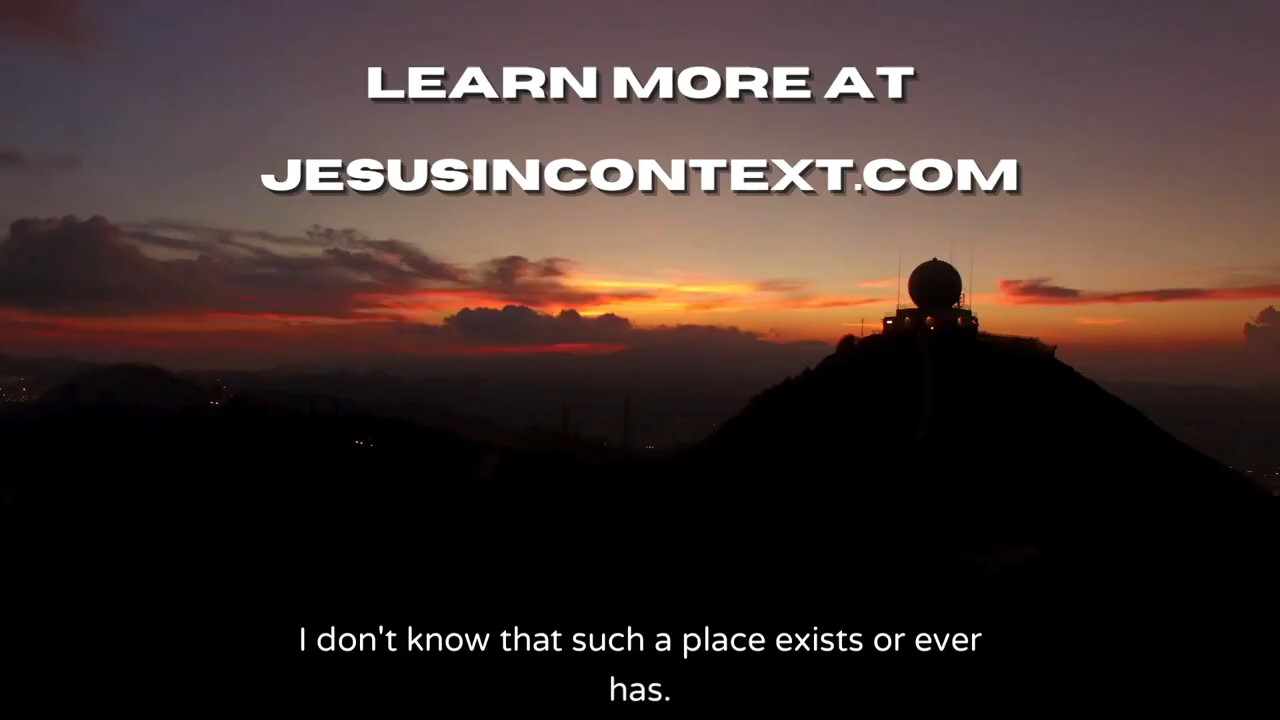 LEARN MORE AT
JESUSINCONTEXT.COM
I don't know that such a place exists or ever
has.